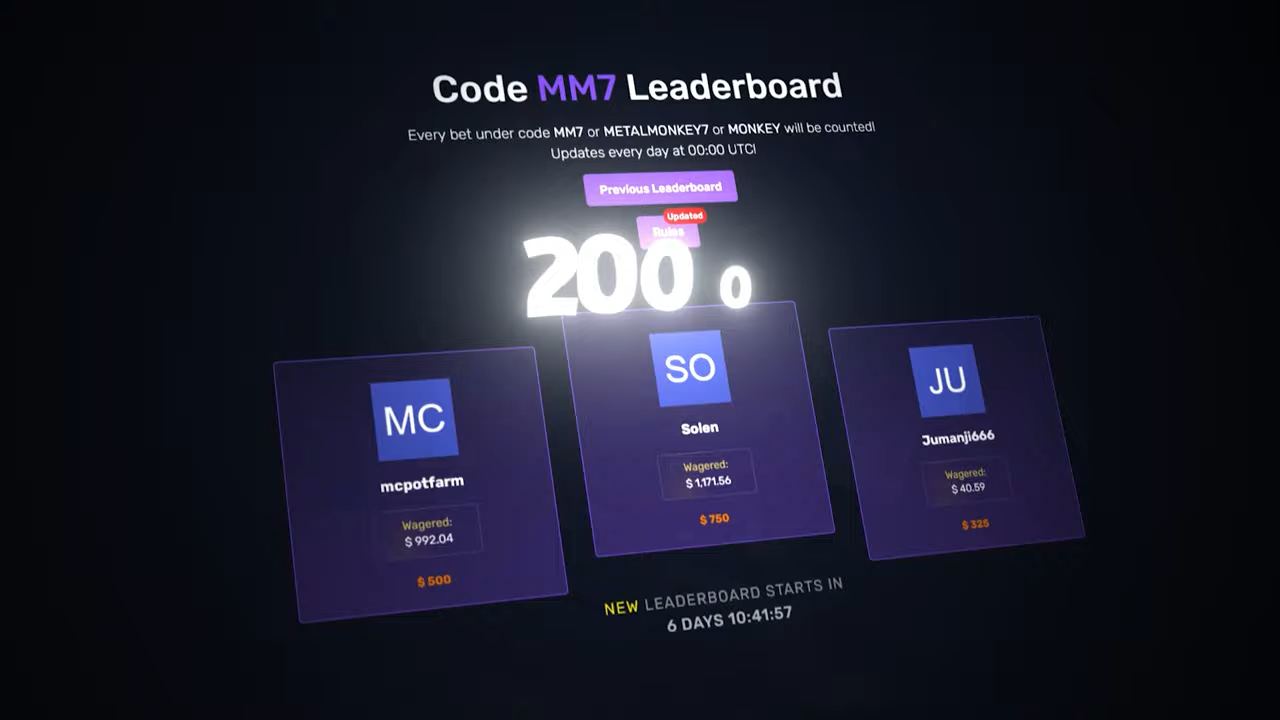 Code MM7 Leaderboard
Every bet under code MM7 or METALMONKEY7 or MONKEY will be counted!
Updates every day at 00:00 UTC!
Previous Leaderboard
Updated
Rules
200 0
MC
mcpotfarm
Wagered:
$ 992.04
$ 500
SO
Solen
Wagered:
$ 1,171.56
$ 750
JU
Jumanji666
Wagered:
$ 40.59
$ 325
NEW LEADERBOARD STARTS IN
6 DAYS 10:41:57